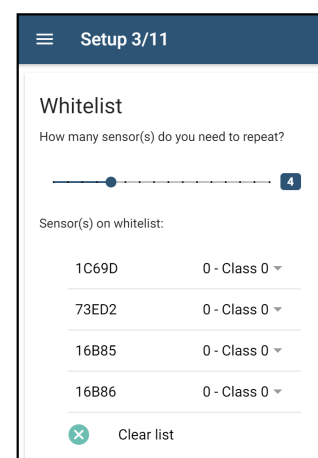 Setup 3/11
Whitelist
How many sensor(s) do you need to repeat?
4
Sensor(s) on whitelist:
1C69D 0 - Class 0
73ED2 0 - Class 0
16B85 0 - Class 0
16B86 0 - Class 0
Clear list